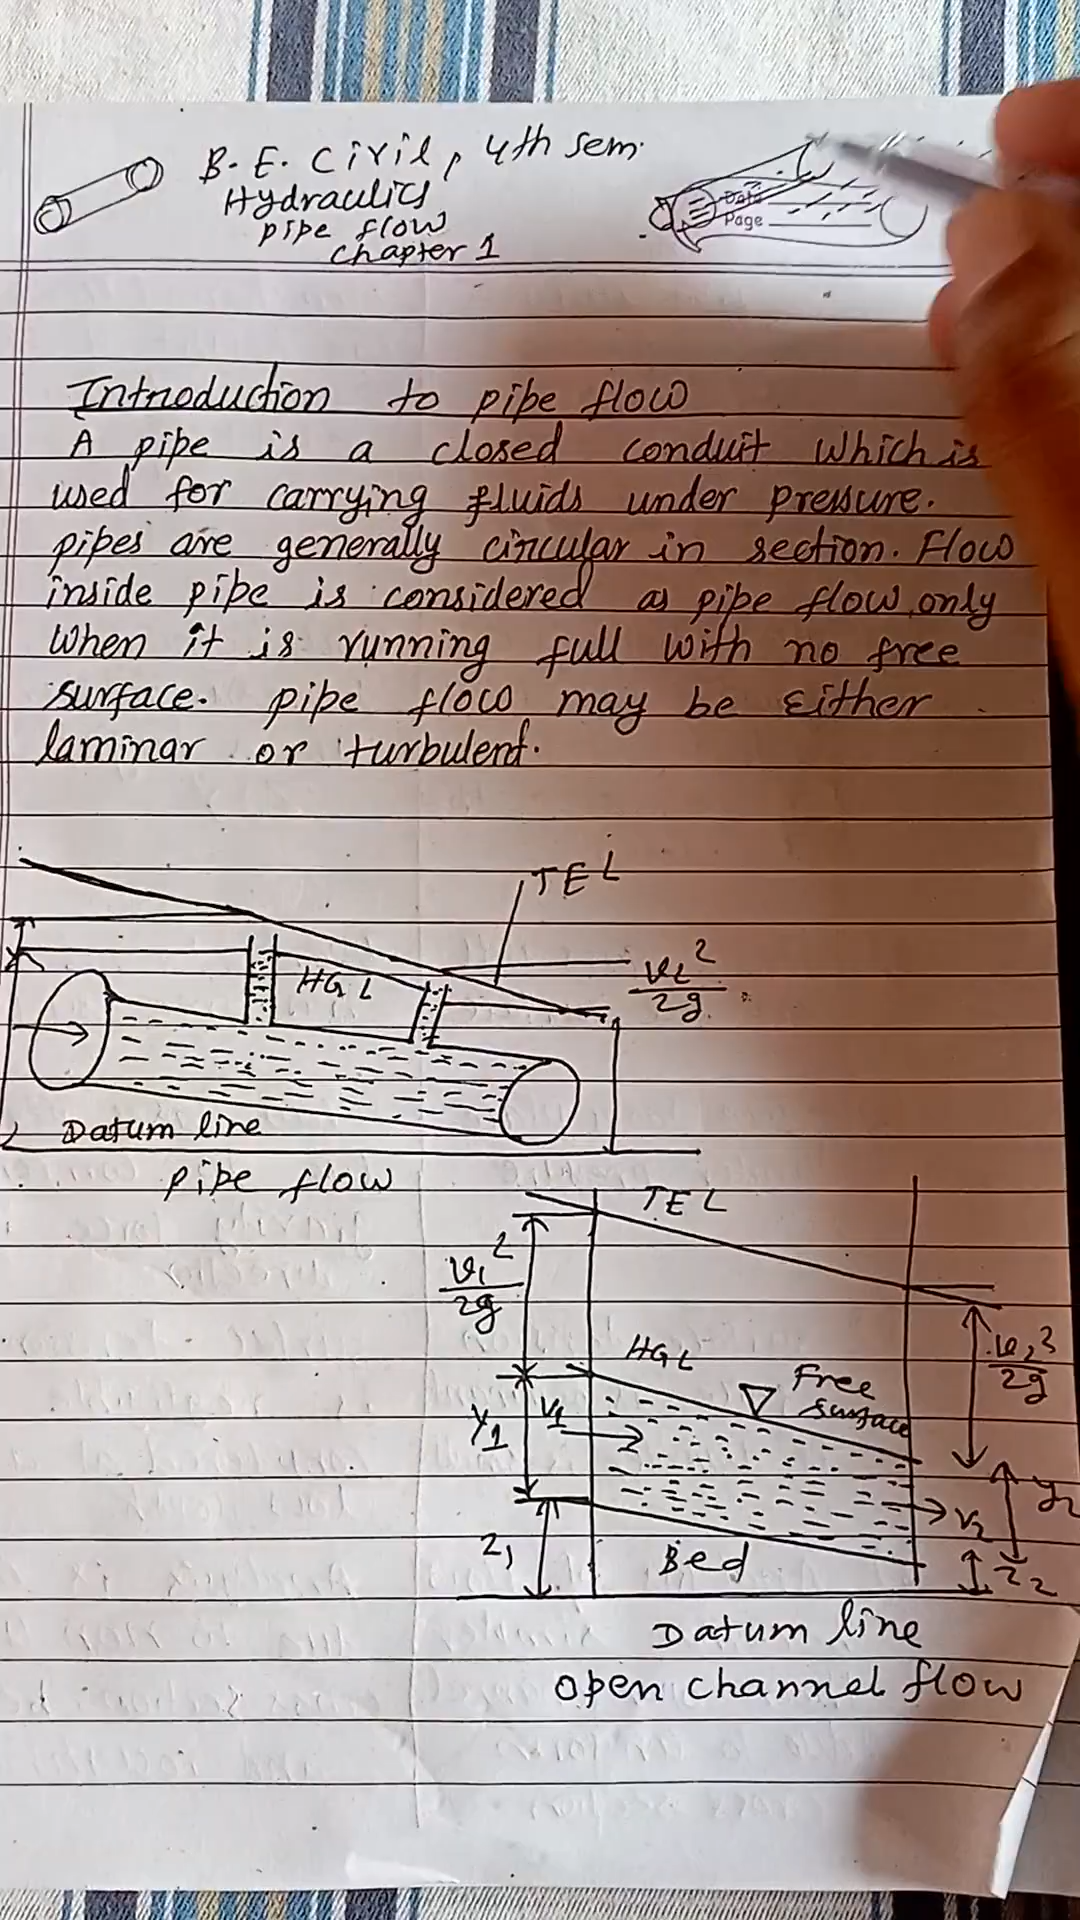 B.E. Civil, 4th Sem.
Hydraulics
pipe flow
chapter 1
Date
Page
Introduction to pipe flow
A pipe is a closed conduit which is
used for carrying fluids under pressure.
pipes are generally circular in section. Flow
inside pipe is considered as pipe flow only
when it is running full with no free
surface. pipe flow may be either
laminar or turbulent.
TEL
HGL
V₂²/2g
Datum line
pipe flow
TEL
V₁²/2g
HGL
Free
surface
V₂²/2g
y₁
V₁
y₂
V₂
Z₁
Bed
Z₂
Datum line
open channel flow